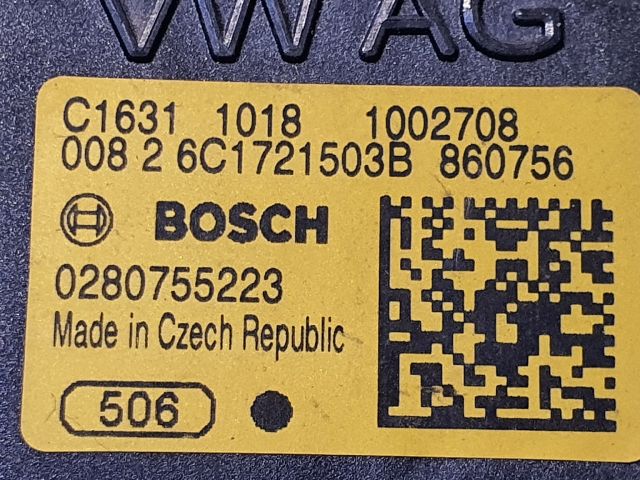 VW AG
C1631 1018 1002708
008 2 6C1721503B 860756
BOSCH
0280755223
Made in Czech Republic
506